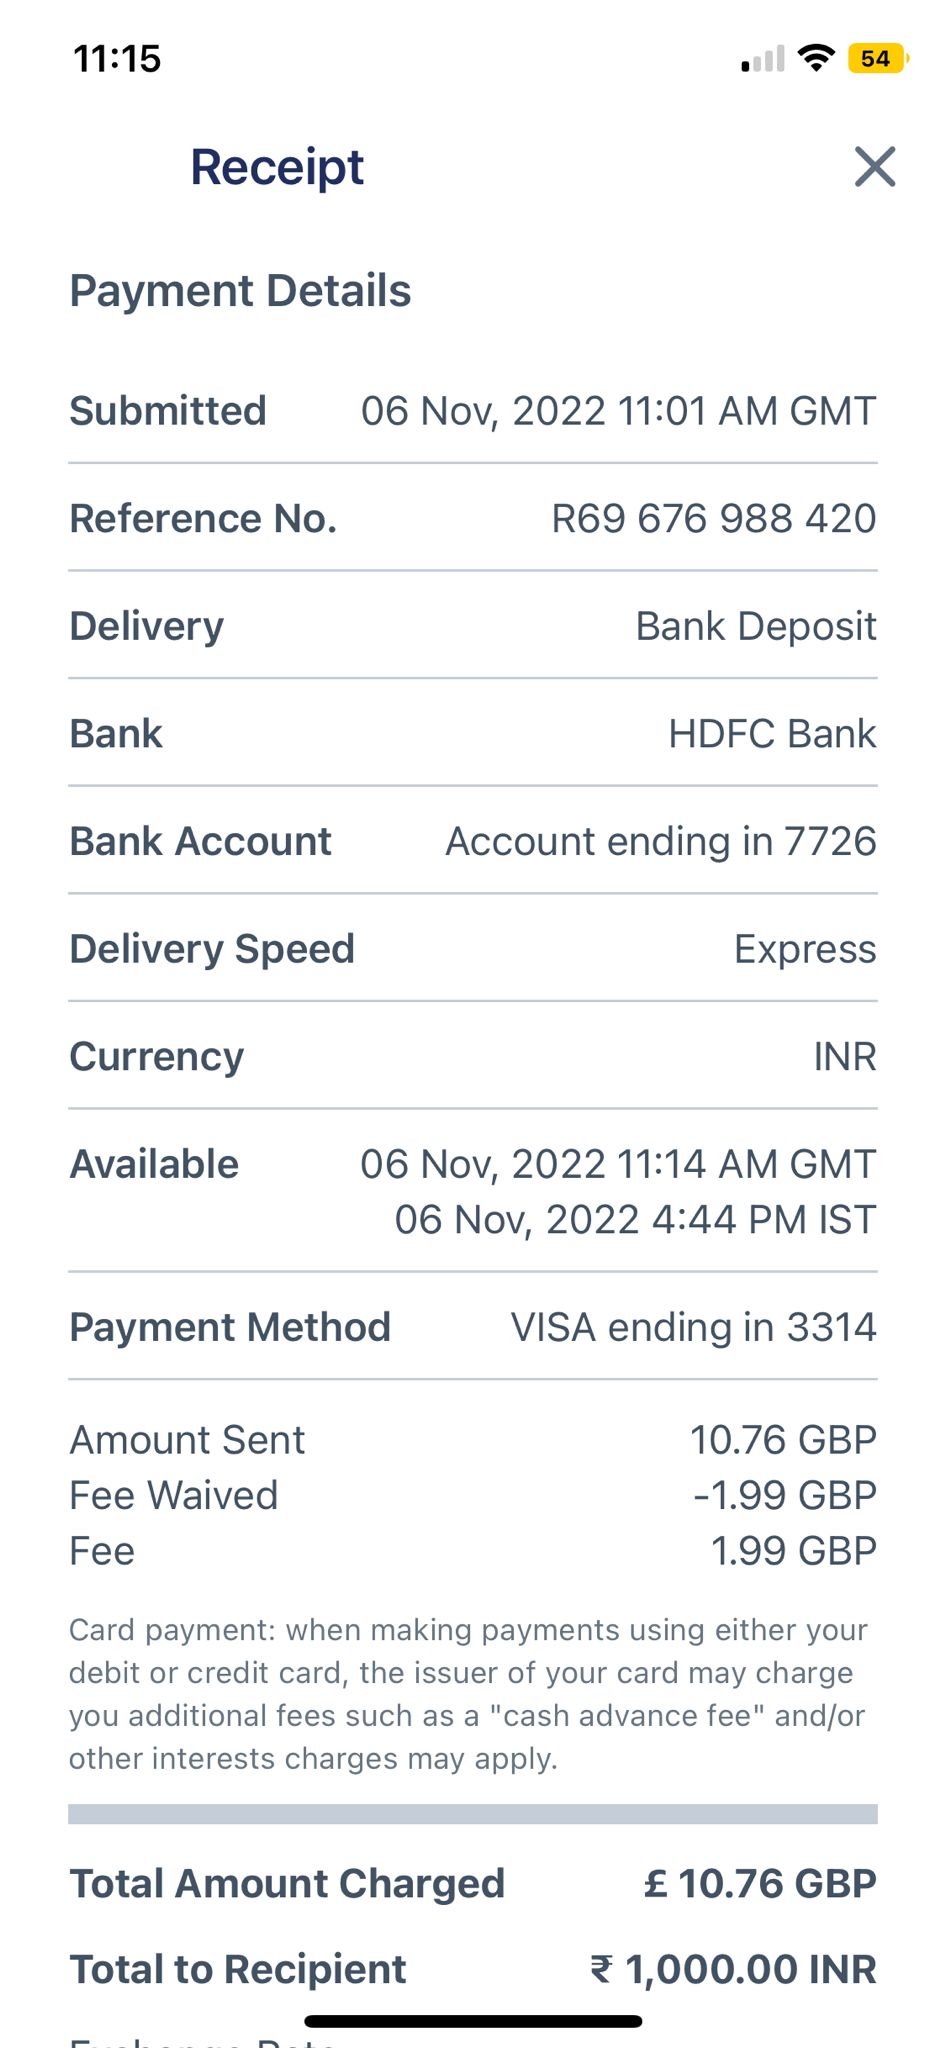 11:15
54
Receipt
Payment Details
Submitted 06 Nov, 2022 11:01 AM GMT
Reference No. R69 676 988 420
Delivery Bank Deposit
Bank HDFC Bank
Bank Account Account ending in 7726
Delivery Speed Express
Currency INR
Available 06 Nov, 2022 11:14 AM GMT
06 Nov, 2022 4:44 PM IST
Payment Method VISA ending in 3314
Amount Sent 10.76 GBP
Fee Waived -1.99 GBP
Fee 1.99 GBP
Card payment: when making payments using either your
debit or credit card, the issuer of your card may charge
you additional fees such as a "cash advance fee" and/or
other interests charges may apply.
Total Amount Charged £ 10.76 GBP
Total to Recipient ₹ 1,000.00 INR
Exchange Rate